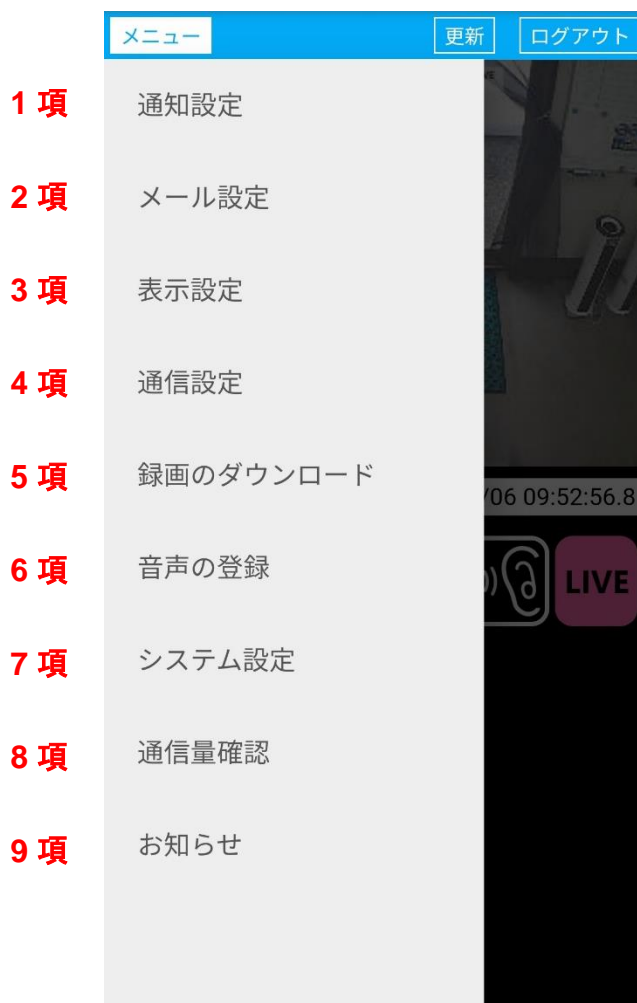 メニュー 更新 ログアウト
1 項 通知設定
2 項 メール設定
3 項 表示設定
4 項 通信設定
5 項 録画のダウンロード
/06 09:52:56.8
6 項 音声の登録
LIVE
7 項 システム設定
8 項 通信量確認
9 項 お知らせ